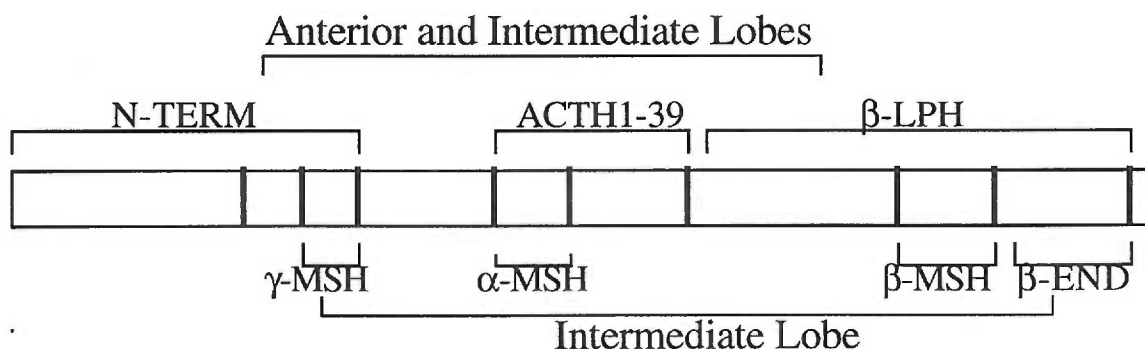 Anterior and Intermediate Lobes
N-TERM ACTH1-39 β-LPH
γ-MSH α-MSH β-MSH β-END
Intermediate Lobe